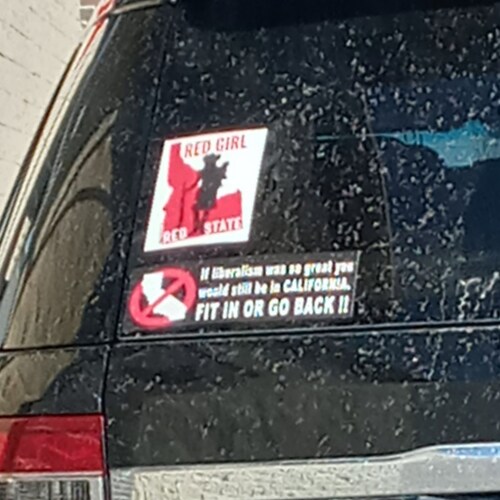 RED GIRL
RED STATE
If liberalism was so great you
would still be in CALIFORNIA.
FIT IN OR GO BACK !!